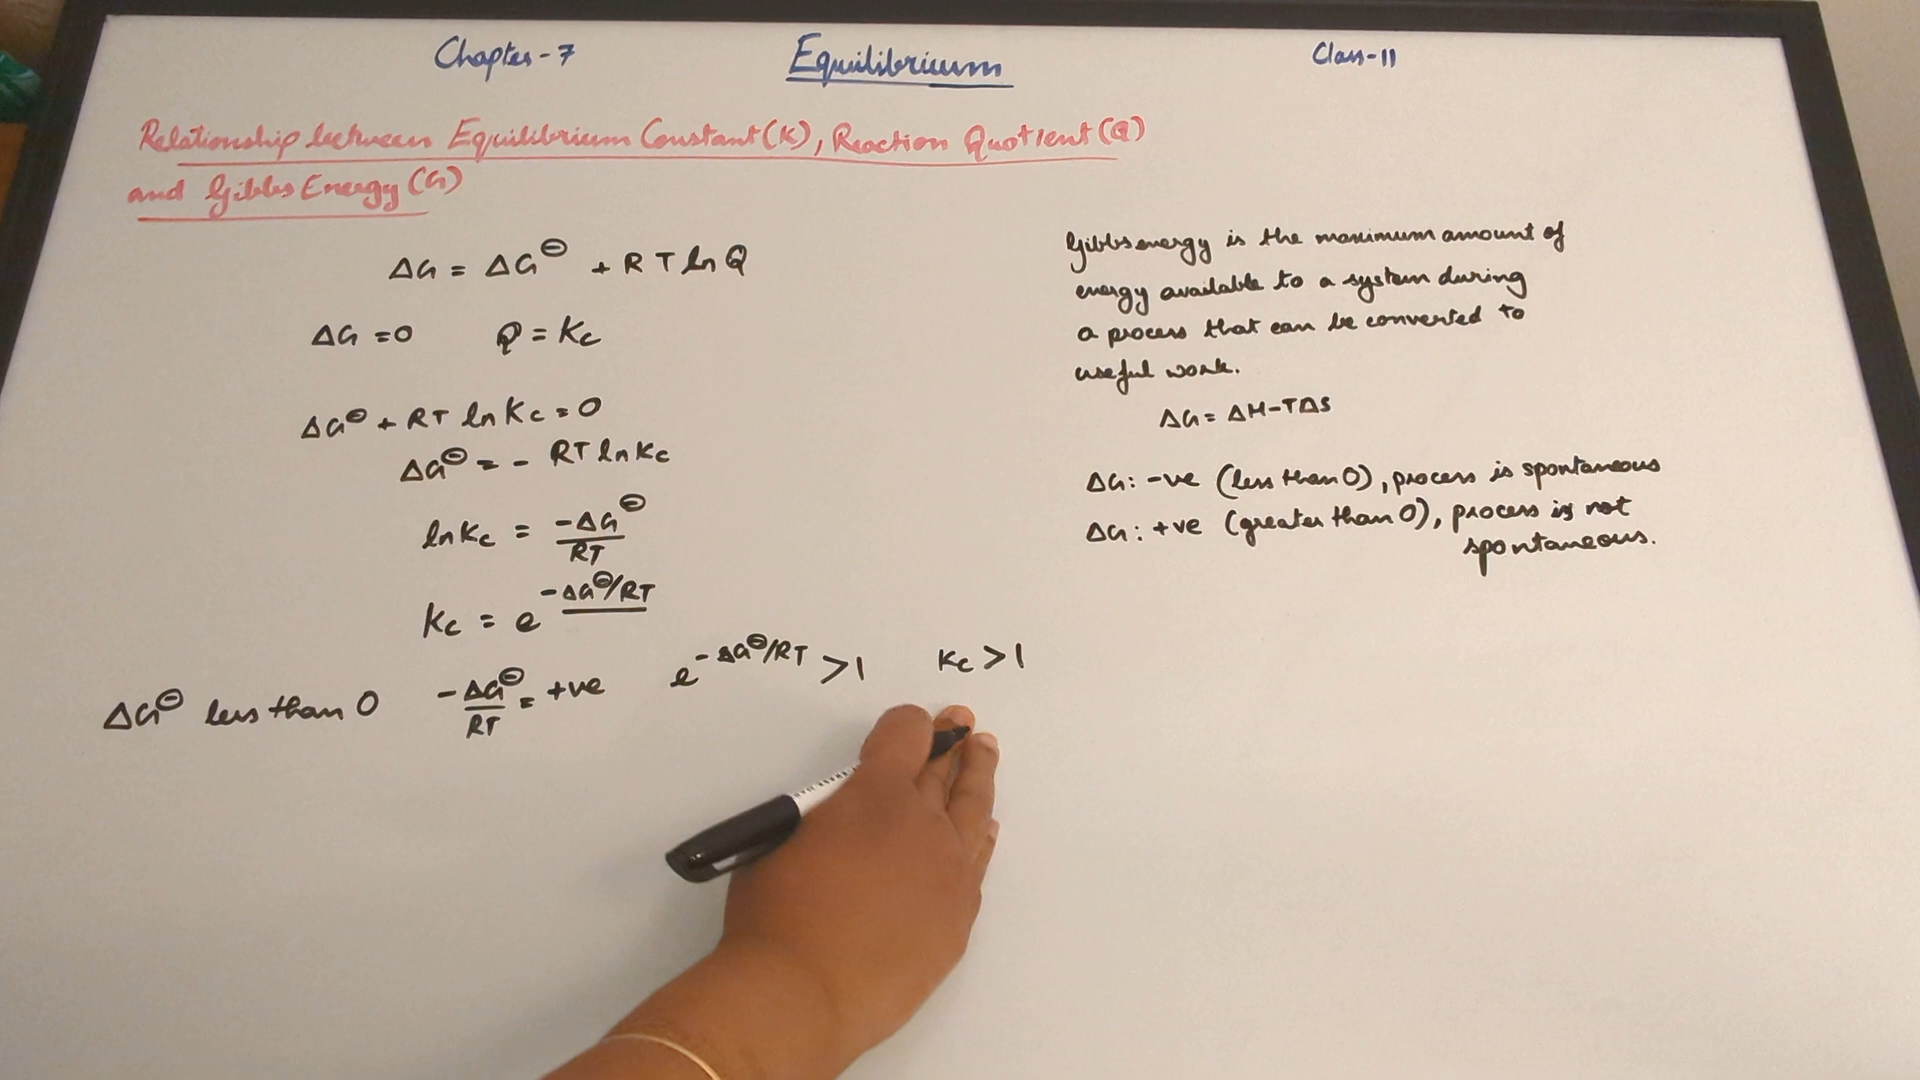 Chapter-7 Equilibrium Class-11
Relationship between Equilibrium Constant(K), Reaction Quotient(Q)
and Gibbs Energy(G)
ΔG = ΔG⊖ + RT ln Q
ΔG = 0 Q = Kc
ΔG⊖ + RT ln Kc = 0
ΔG⊖ = - RT ln Kc
ln Kc = -ΔG⊖/RT
Kc = e^-ΔG⊖/RT
ΔG⊖ less than 0 -ΔG⊖/RT = +ve e^-ΔG⊖/RT >1 Kc >1
Gibbs energy is the maximum amount of
energy available to a system during
a process that can be converted to
useful work.
ΔG = ΔH-TΔS
ΔG: -ve (less than 0), process is spontaneous
ΔG: +ve (greater than 0), process is not
spontaneous.